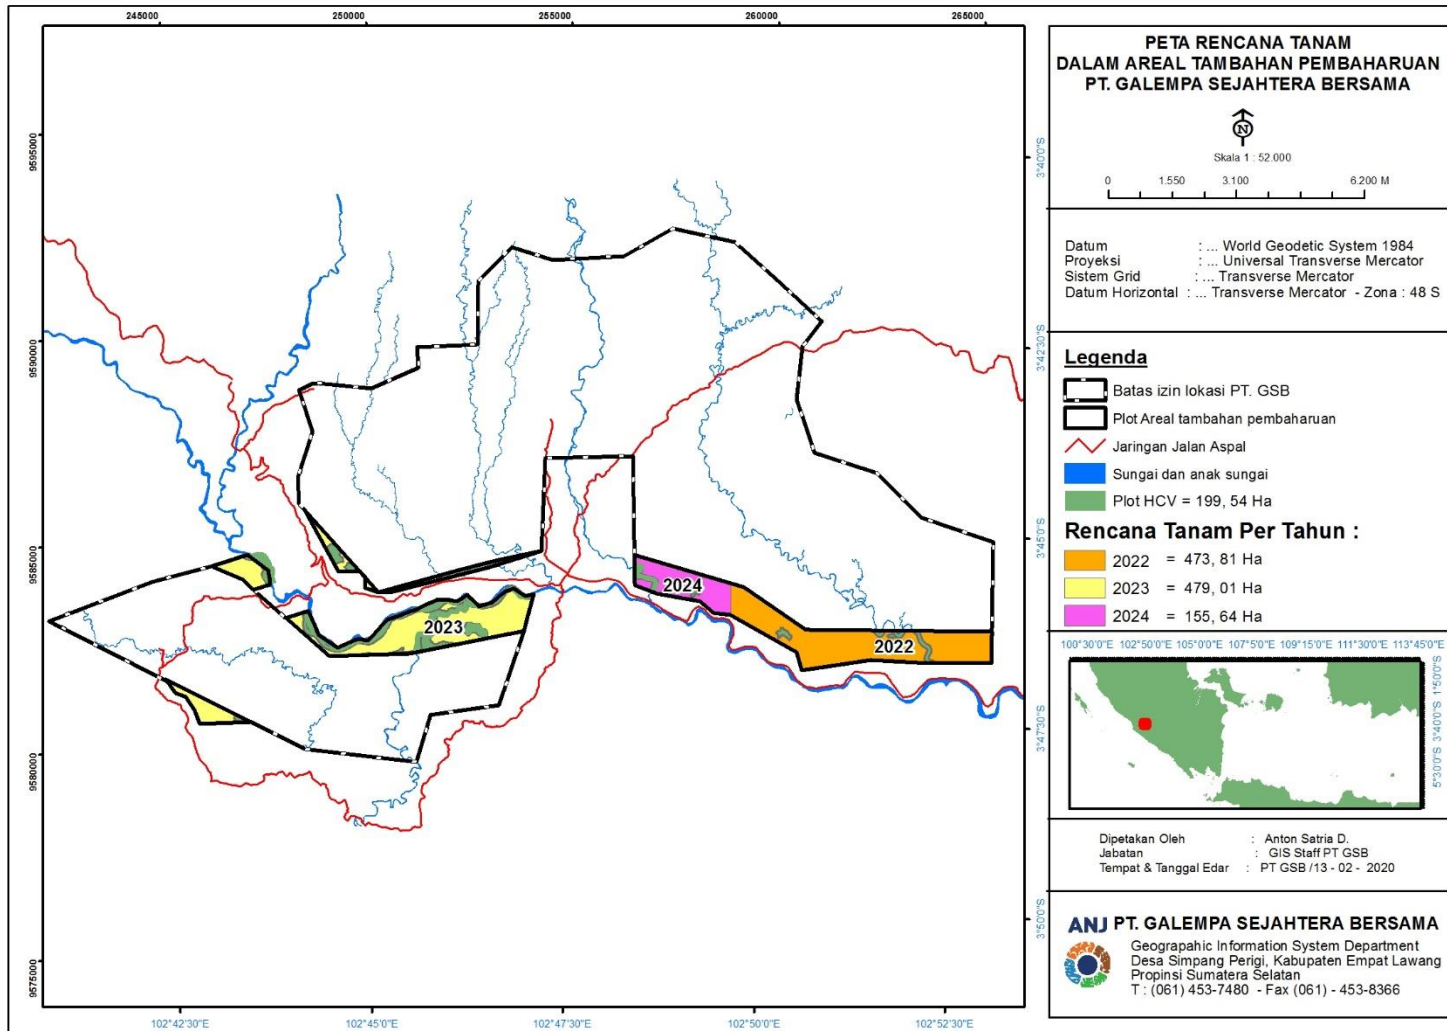 245000 250000 255000 260000 265000
9595000
9590000
9585000
9580000
9575000
3°40'0"S
3°42'30"S
3°45'0"S
3°47'30"S
3°50'0"S
102°42'30"E 102°45'0"E 102°47'30"E 102°50'0"E 102°52'30"E
2024
2023
2022
PETA RENCANA TANAM
DALAM AREAL TAMBAHAN PEMBAHARUAN
PT. GALEMPA SEJAHTERA BERSAMA
N
Skala 1 : 52.000
0 1.550 3.100 6.200 M
Datum : ... World Geodetic System 1984
Proyeksi : ... Universal Transverse Mercator
Sistem Grid : ... Transverse Mercator
Datum Horizontal : ... Transverse Mercator - Zona : 48 S
Legenda
Batas izin lokasi PT. GSB
Plot Areal tambahan pembaharuan
Jaringan Jalan Aspal
Sungai dan anak sungai
Plot HCV = 199, 54 Ha
Rencana Tanam Per Tahun :
2022 = 473, 81 Ha
2023 = 479, 01 Ha
2024 = 155, 64 Ha
100°30'0"E 102°50'0"E 105°0'0"E 107°5'0"E 109°15'0"E 111°30'0"E 113°45'0"E
1°50'0"S
3°40'0"S
5°30'0"S
Dipetakan Oleh : Anton Satria D.
Jabatan : GIS Staff PT GSB
Tempat & Tanggal Edar : PT GSB /13 - 02 - 2020
ANJ PT. GALEMPA SEJAHTERA BERSAMA
Geograpahic Information System Department
Desa Simpang Perigi, Kabupaten Empat Lawang
Propinsi Sumatera Selatan
T : (061) 453-7480 - Fax (061) - 453-8366